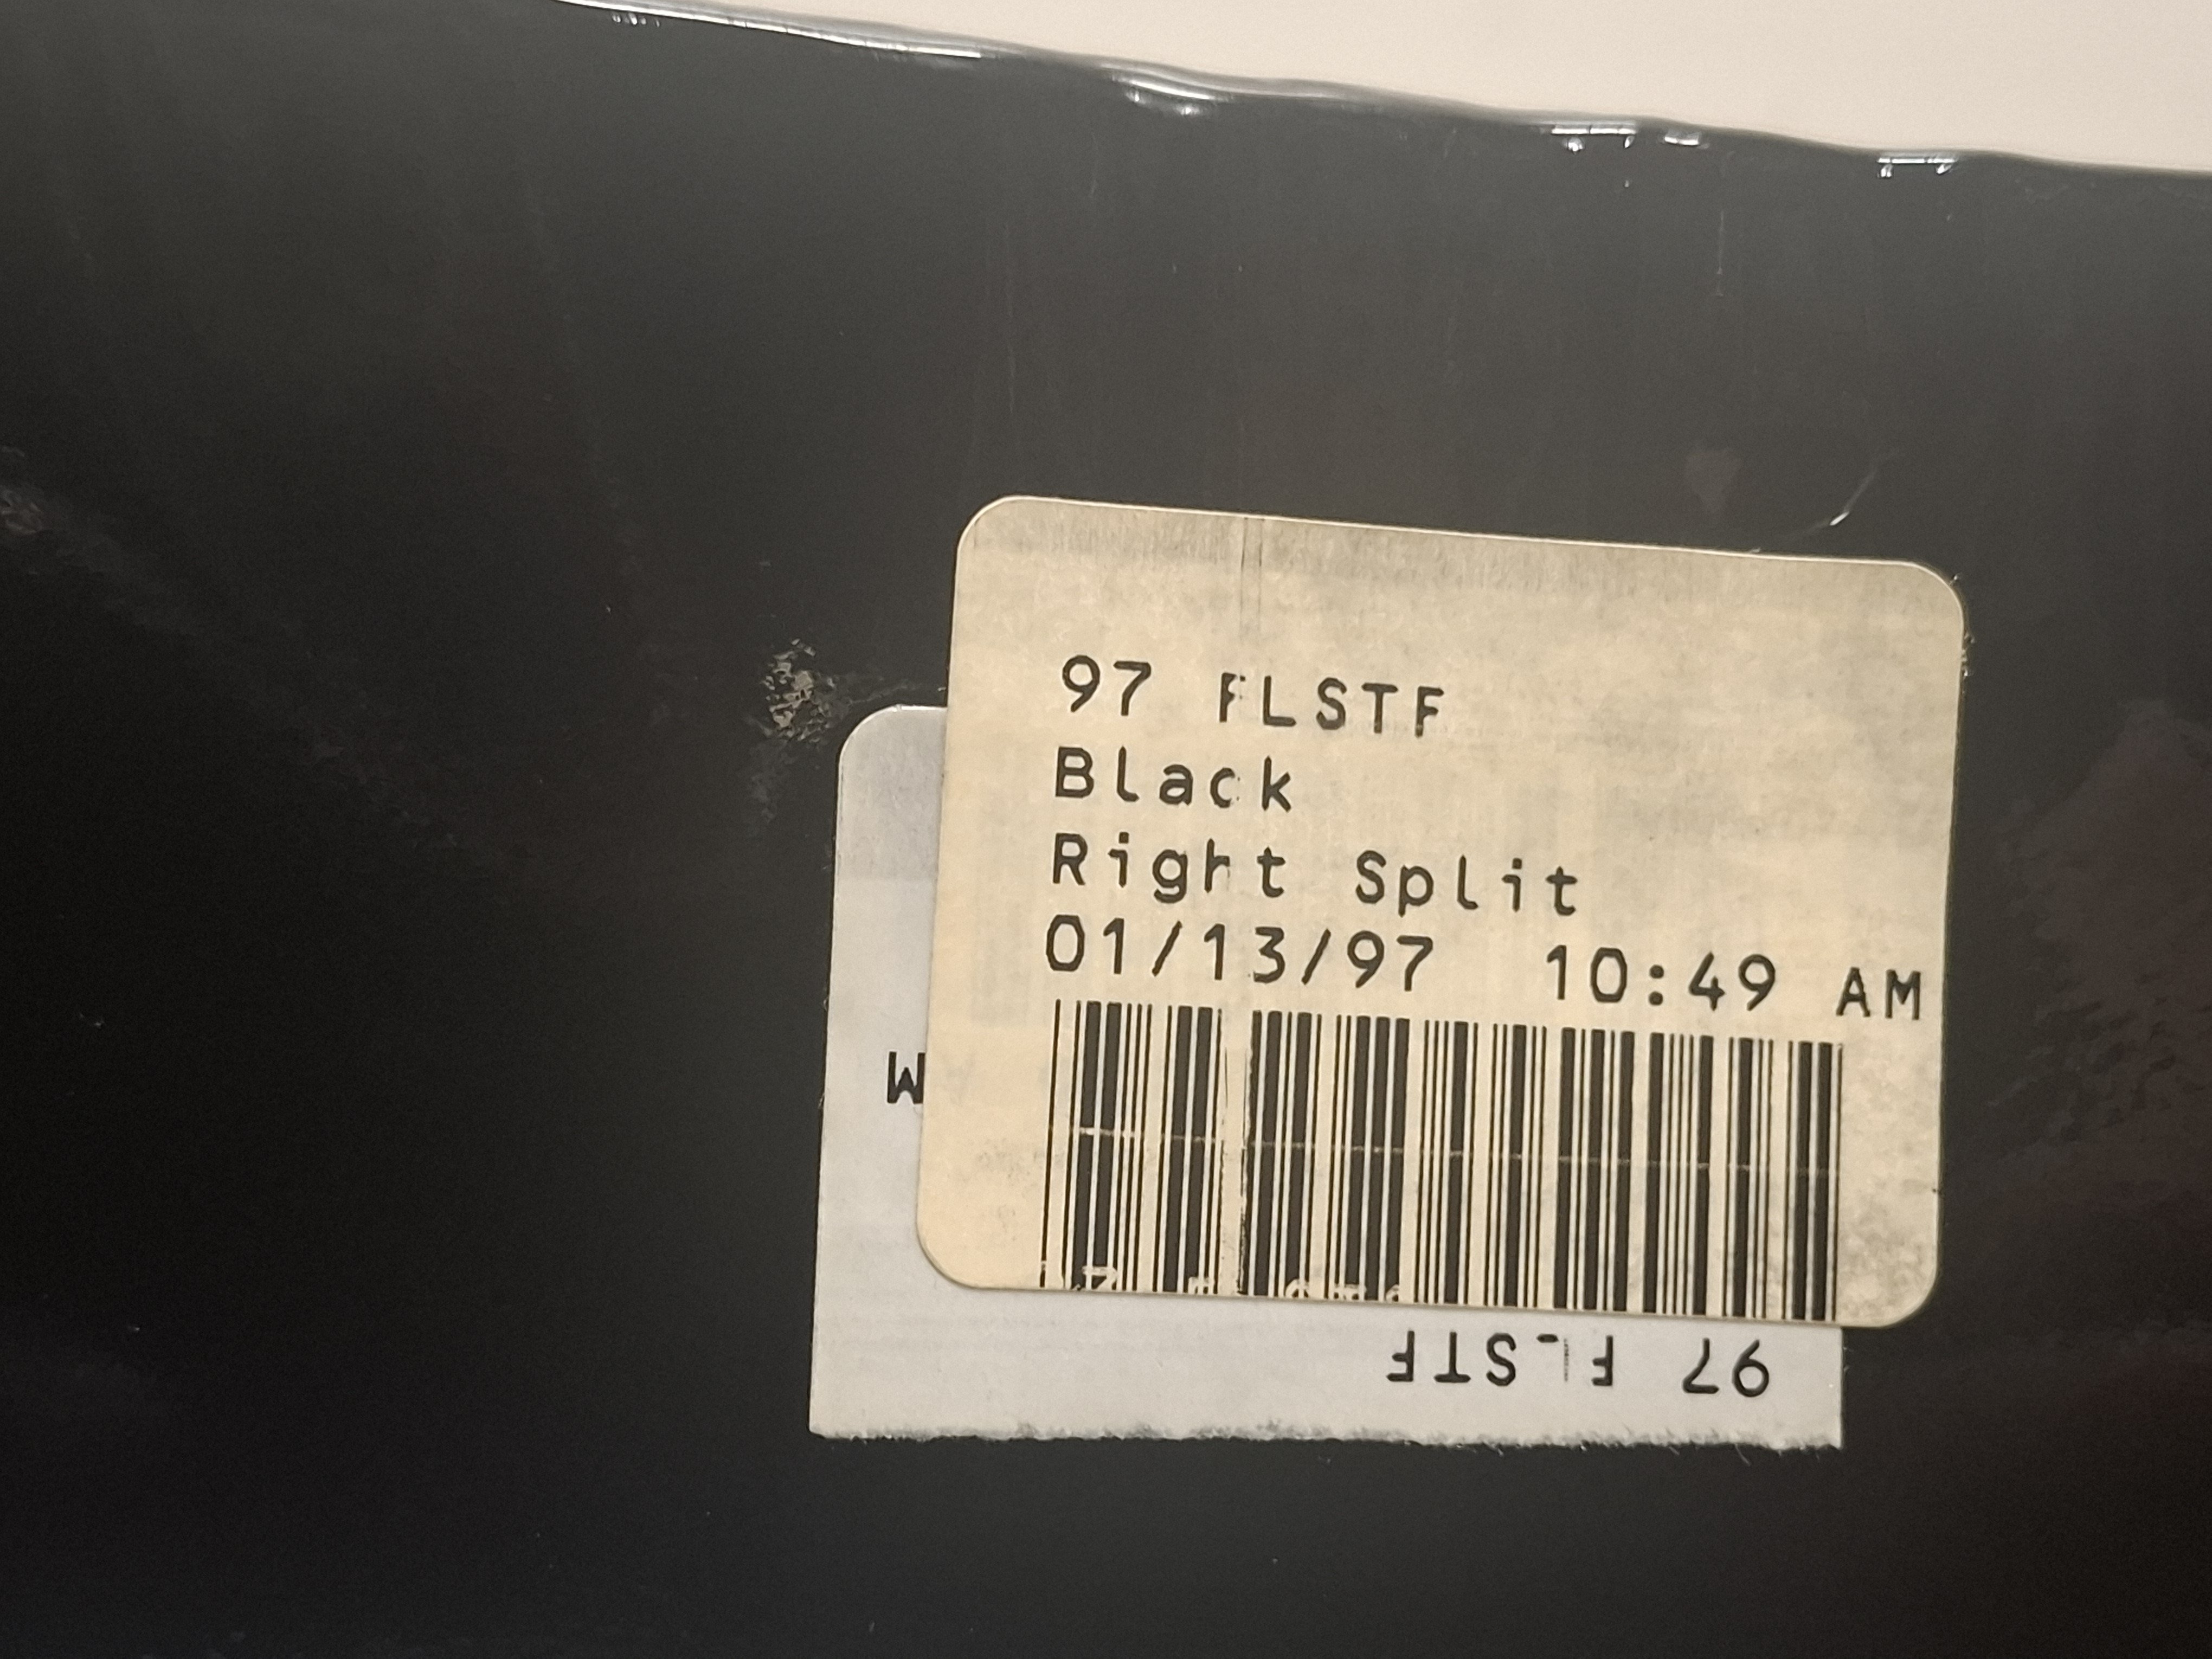 97 FLSTF
Black
Right Split
01/13/97 10:49 AM
M
97 FLSTF